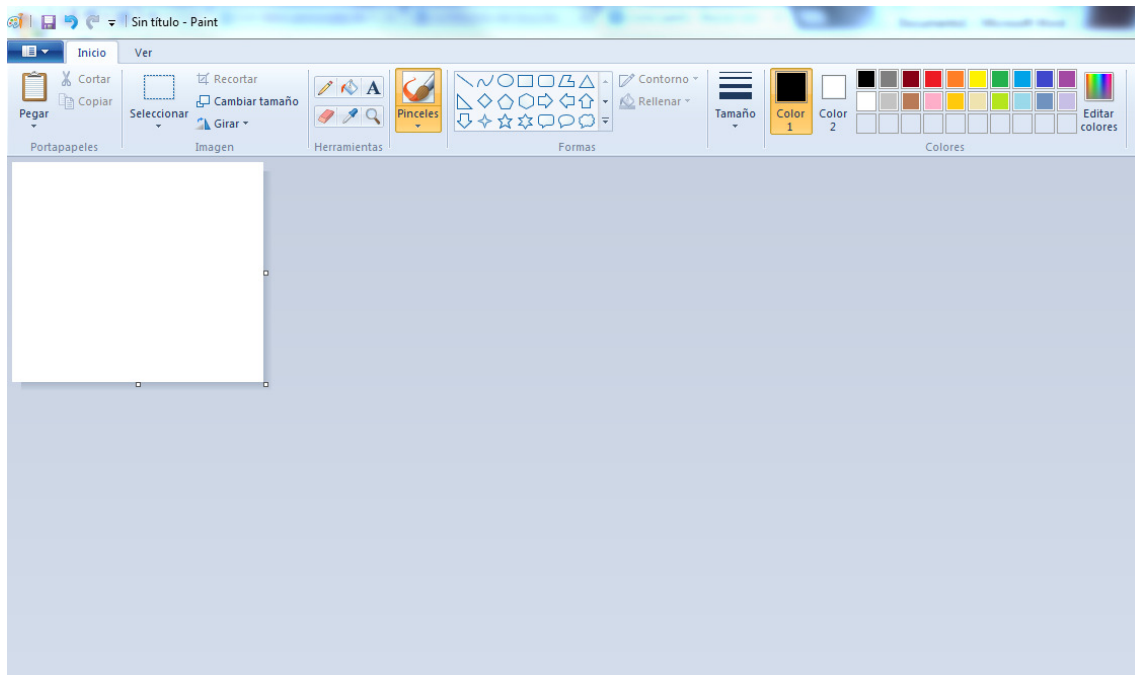 Sin título - Paint
Inicio Ver
Pegar
Cortar
Copiar
Portapapeles
Seleccionar
Recortar
Cambiar tamaño
Girar
Imagen
A
Herramientas
Pinceles
Contorno
Rellenar
Formas
Tamaño
Color
1
Color
2
Editar
colores
Colores